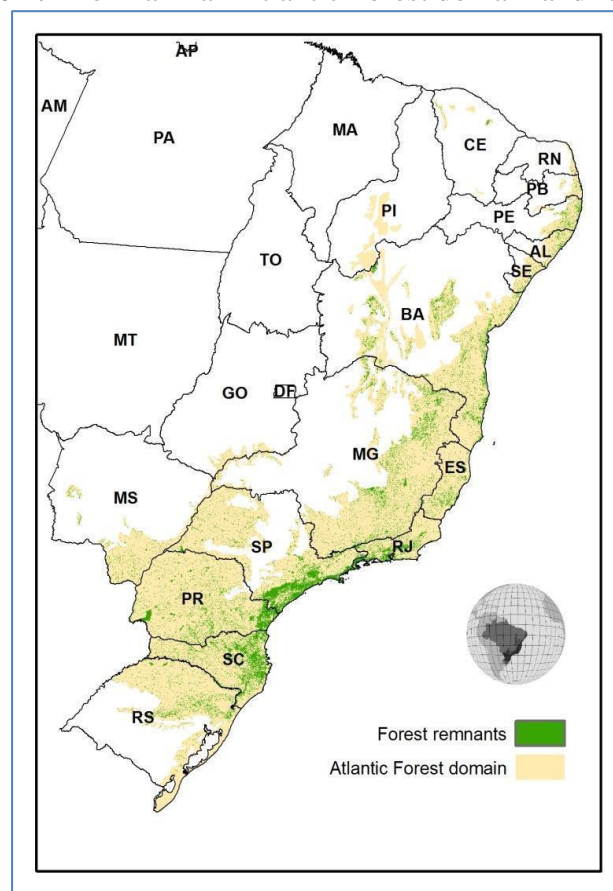 AP
AM
PA
MA
CE
RN
PB
PI
PE
AL
TO
SE
BA
MT
GO
DF
MG
ES
MS
SP
RJ
PR
SC
RS
Forest remnants
Atlantic Forest domain